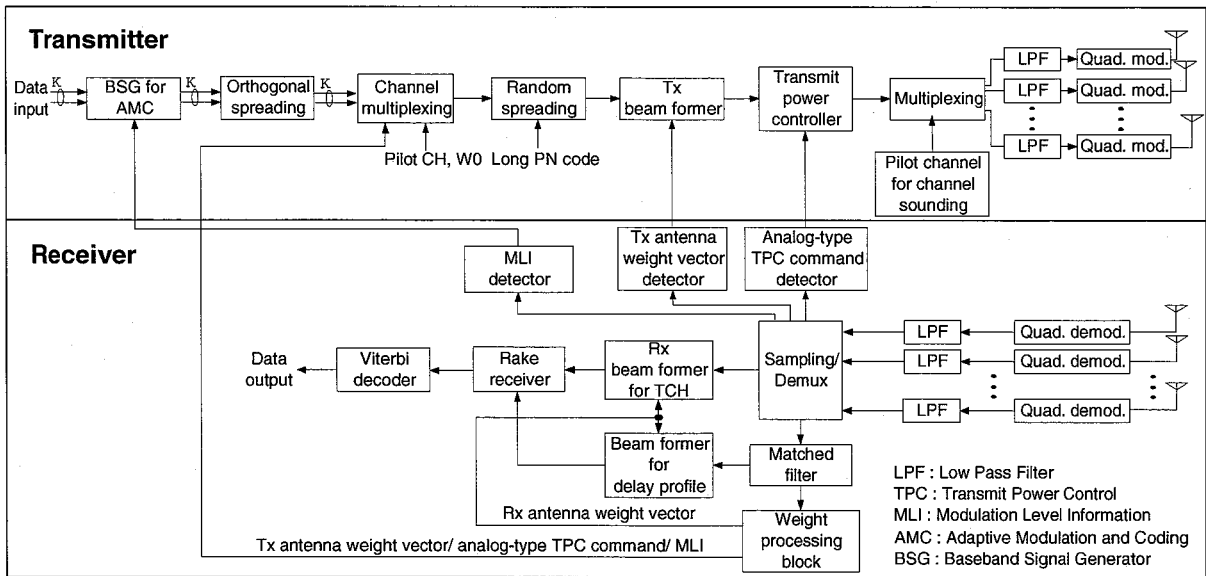 Transmitter
Data
input
K
BSG for
AMC
K
Orthogonal
spreading
K
Channel
multiplexing
Random
spreading
Tx
beam former
Transmit
power
controller
Multiplexing
LPF
Quad. mod.
LPF
Quad. mod.
LPF
Quad. mod.
Pilot CH, W0
Long PN code
Pilot channel
for channel
sounding
Receiver
MLI
detector
Tx antenna
weight vector
detector
Analog-type
TPC command
detector
Data
output
Viterbi
decoder
Rake
receiver
Rx
beam former
for TCH
Sampling/
Demux
LPF
Quad. demod.
LPF
Quad. demod.
LPF
Quad. demod.
Beam former
for
delay profile
Matched
filter
Rx antenna weight vector
Weight
processing
block
Tx antenna weight vector/ analog-type TPC command/ MLI
LPF : Low Pass Filter
TPC : Transmit Power Control
MLI : Modulation Level Information
AMC : Adaptive Modulation and Coding
BSG : Baseband Signal Generator